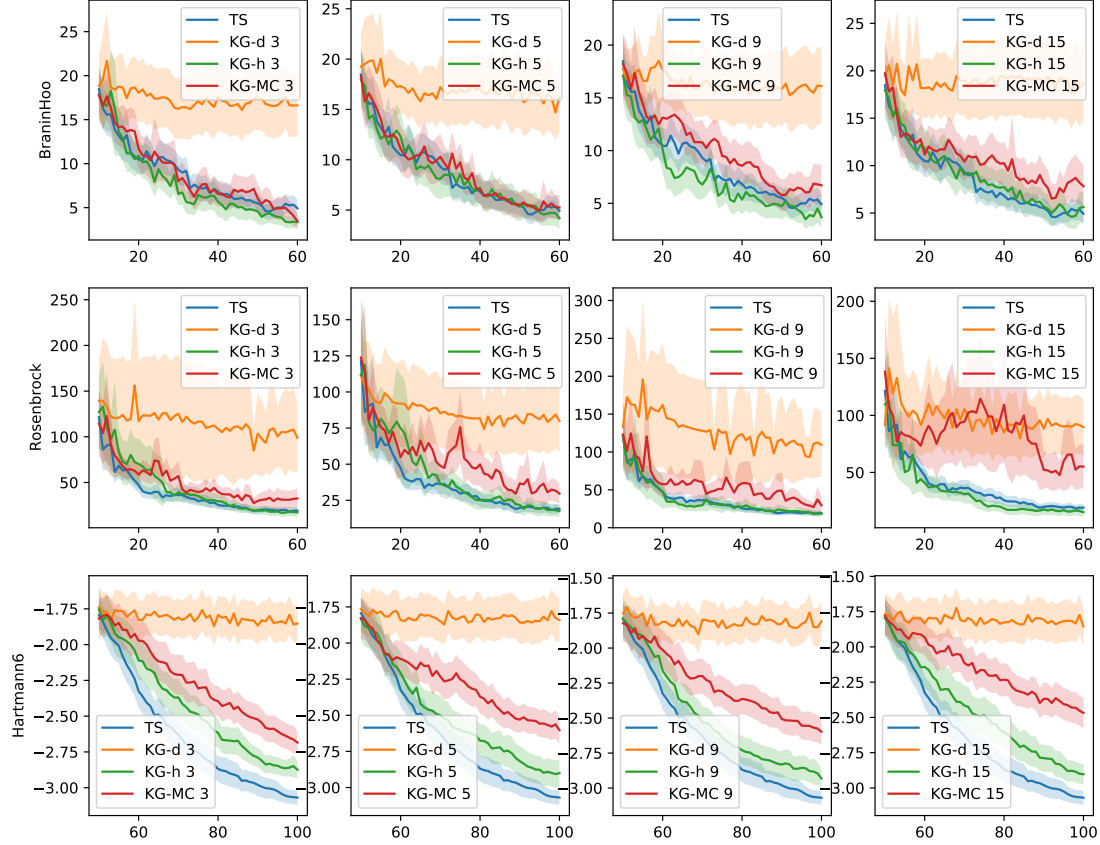 BraninHoo
25
20
15
10
5
20 40 60
TS
KG-d 3
KG-h 3
KG-MC 3
25
20
15
10
5
20 40 60
TS
KG-d 5
KG-h 5
KG-MC 5
20
15
10
5
20 40 60
TS
KG-d 9
KG-h 9
KG-MC 9
25
20
15
10
5
20 40 60
TS
KG-d 15
KG-h 15
KG-MC 15
Rosenbrock
250
200
150
100
50
20 40 60
TS
KG-d 3
KG-h 3
KG-MC 3
150
125
100
75
50
25
20 40 60
TS
KG-d 5
KG-h 5
KG-MC 5
300
250
200
150
100
50
0
20 40 60
TS
KG-d 9
KG-h 9
KG-MC 9
200
150
100
50
20 40 60
TS
KG-d 15
KG-h 15
KG-MC 15
Hartmann6
−1.75
−2.00
−2.25
−2.50
−2.75
−3.00
60 80 100
TS
KG-d 3
KG-h 3
KG-MC 3
−1.75
−2.00
−2.25
−2.50
−2.75
−3.00
60 80 100
TS
KG-d 5
KG-h 5
KG-MC 5
−1.50
−1.75
−2.00
−2.25
−2.50
−2.75
−3.00
60 80 100
TS
KG-d 9
KG-h 9
KG-MC 9
−1.50
−1.75
−2.00
−2.25
−2.50
−2.75
−3.00
60 80 100
TS
KG-d 15
KG-h 15
KG-MC 15